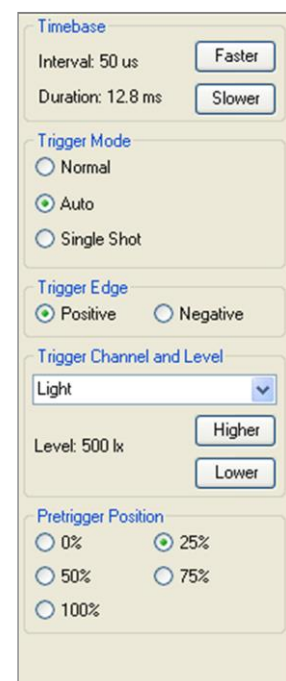 Timebase
Interval: 50 us
Faster
Duration: 12.8 ms
Slower
Trigger Mode
Normal
Auto
Single Shot
Trigger Edge
Positive Negative
Trigger Channel and Level
Light
Higher
Level: 500 lx
Lower
Pretrigger Position
0% 25%
50% 75%
100%